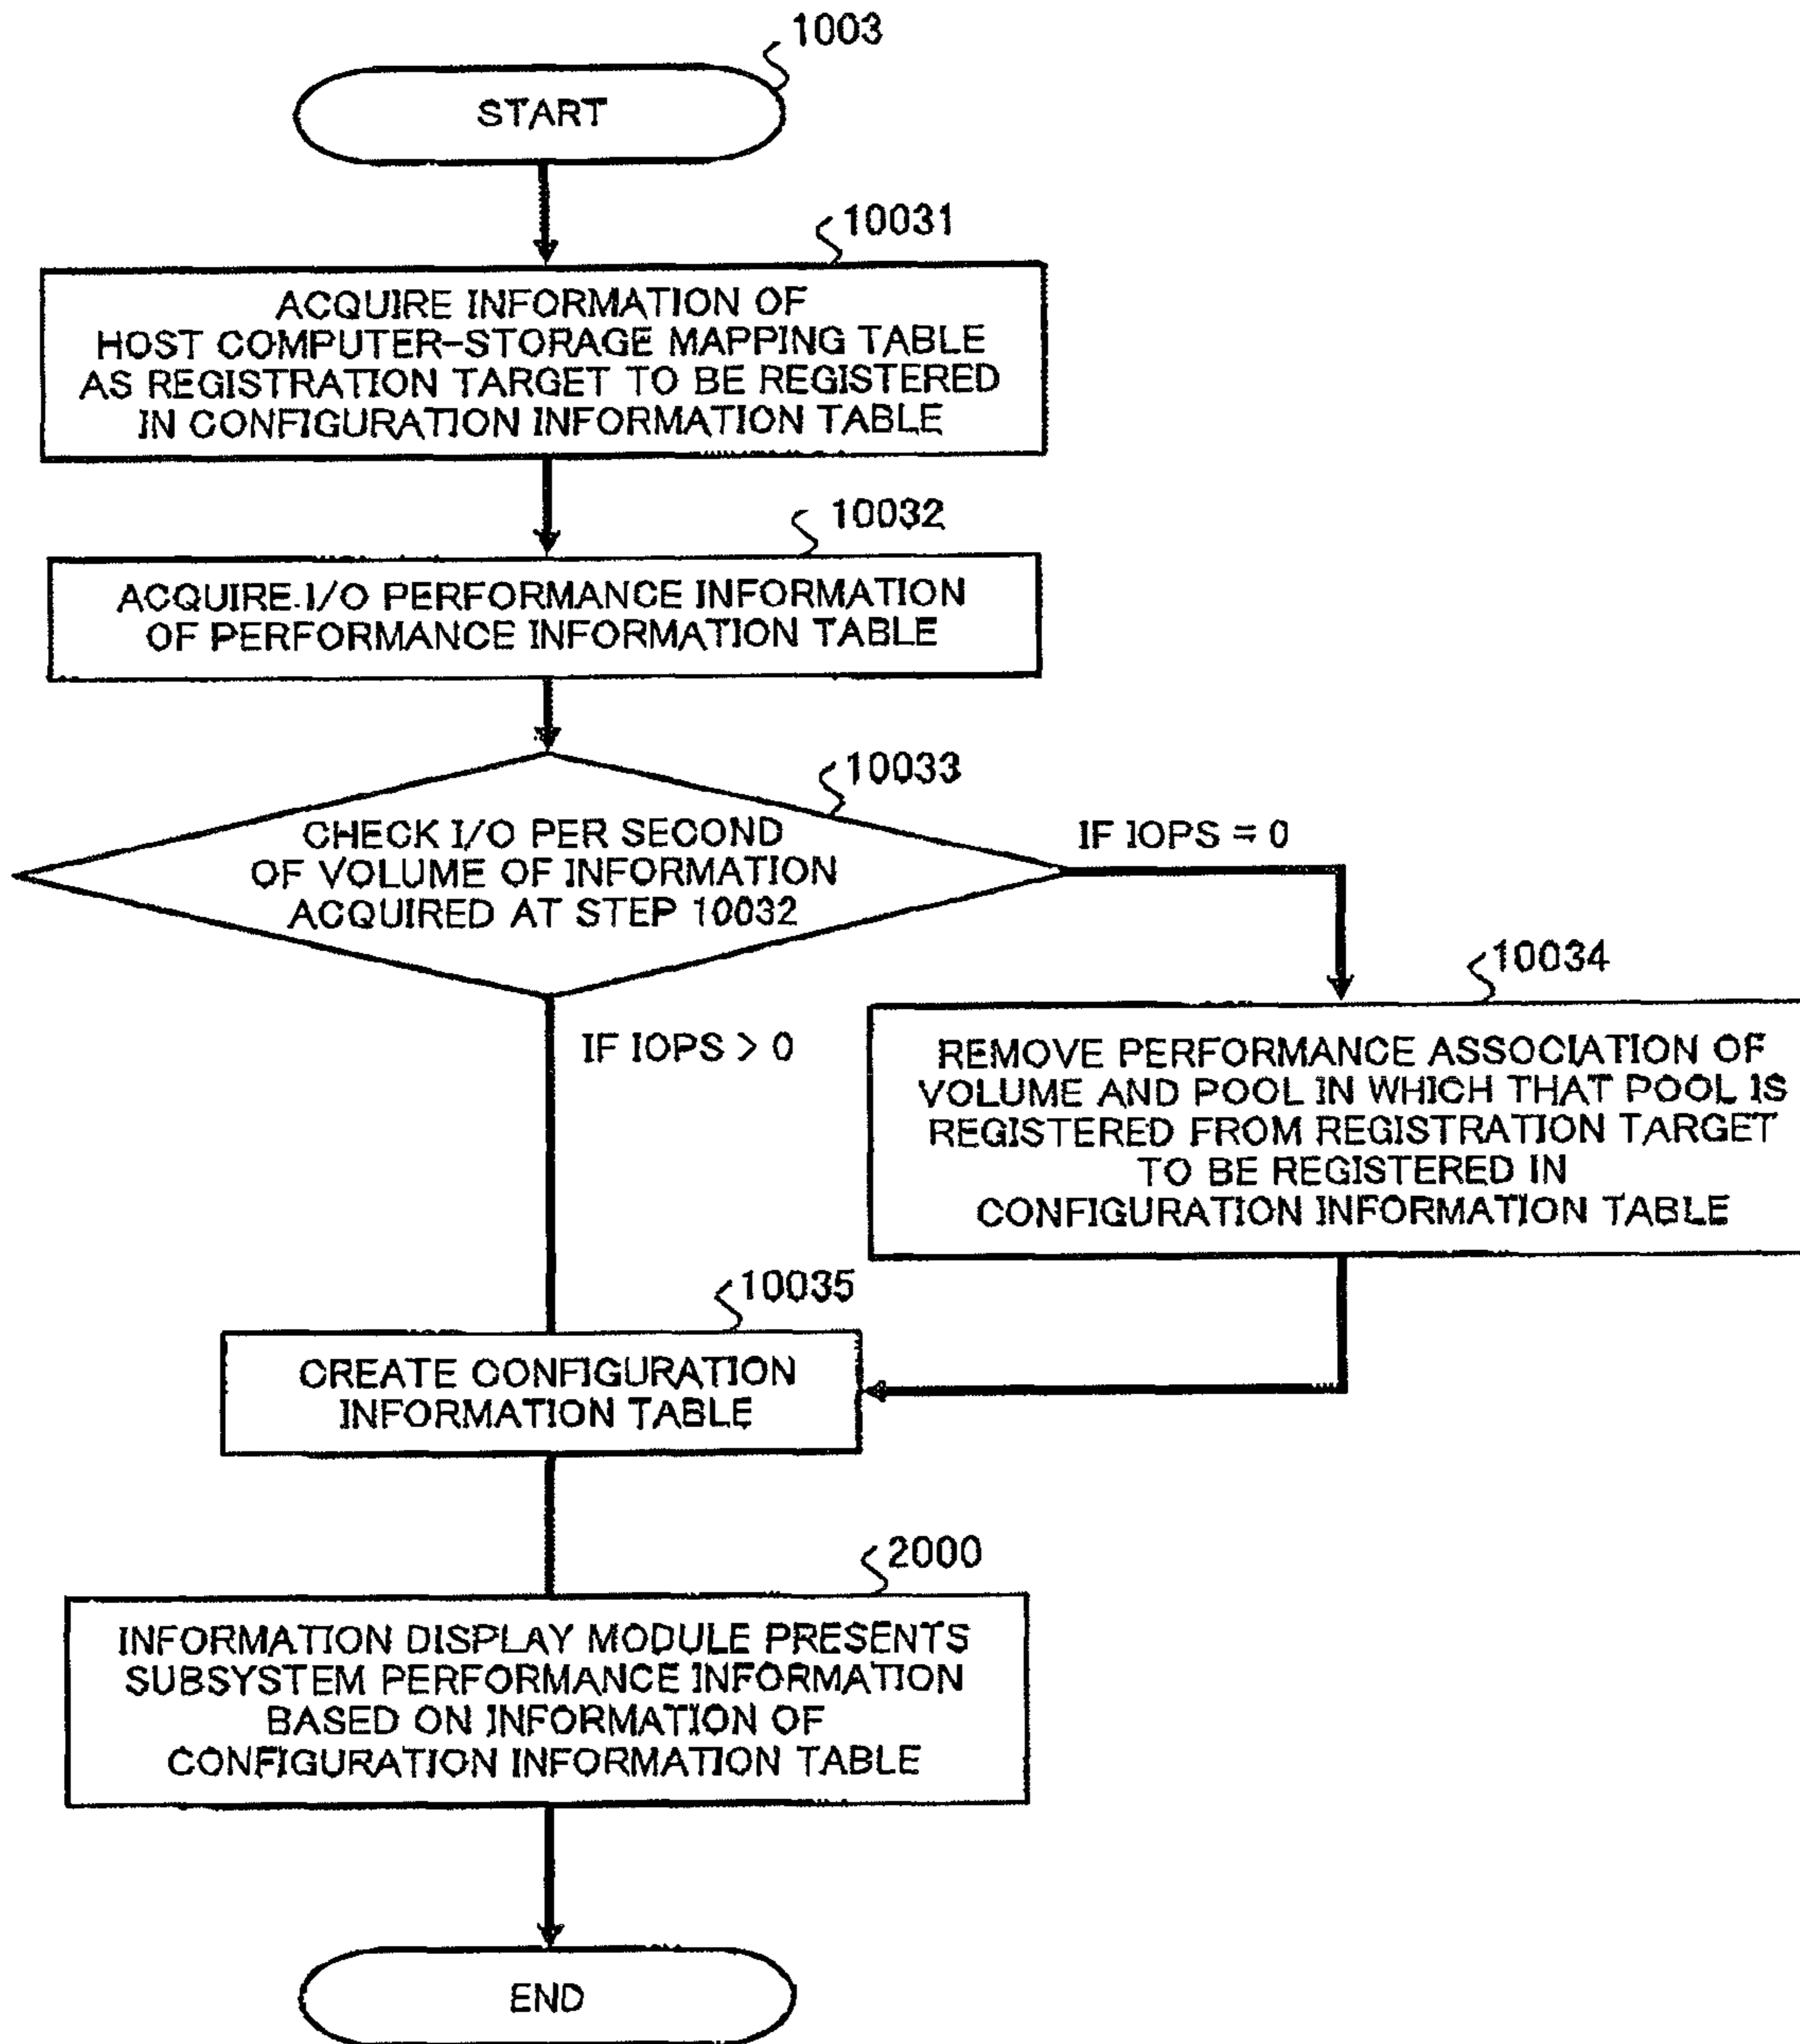 1003
START
10031
ACQUIRE INFORMATION OF
HOST COMPUTER-STORAGE MAPPING TABLE
AS REGISTRATION TARGET TO BE REGISTERED
IN CONFIGURATION INFORMATION TABLE
10032
ACQUIRE I/O PERFORMANCE INFORMATION
OF PERFORMANCE INFORMATION TABLE
10033
CHECK I/O PER SECOND
OF VOLUME OF INFORMATION
ACQUIRED AT STEP 10032
IF IOPS = 0
IF IOPS > 0
10034
REMOVE PERFORMANCE ASSOCIATION OF
VOLUME AND POOL IN WHICH THAT POOL IS
REGISTERED FROM REGISTRATION TARGET
TO BE REGISTERED IN
CONFIGURATION INFORMATION TABLE
10035
CREATE CONFIGURATION
INFORMATION TABLE
2000
INFORMATION DISPLAY MODULE PRESENTS
SUBSYSTEM PERFORMANCE INFORMATION
BASED ON INFORMATION OF
CONFIGURATION INFORMATION TABLE
END